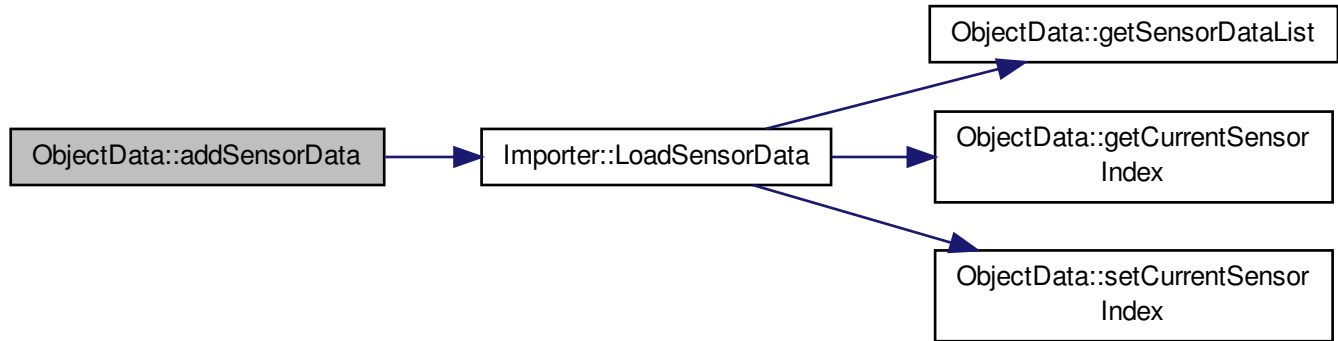 ObjectData::addSensorData
Importer::LoadSensorData
ObjectData::getSensorDataList
ObjectData::getCurrentSensor
Index
ObjectData::setCurrentSensor
Index